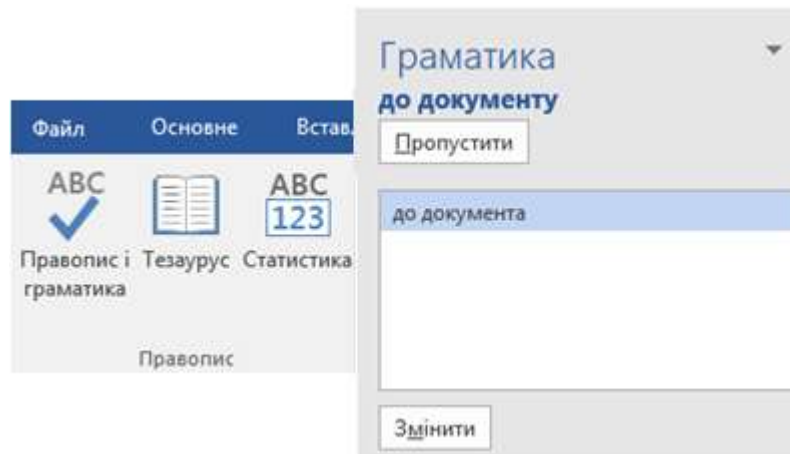 Файл Основне Встав
ABC ABC
123
Правопис і Тезаурус Статистика
граматика
Правопис
Граматика
до документу
Пропустити
до документа
Змінити